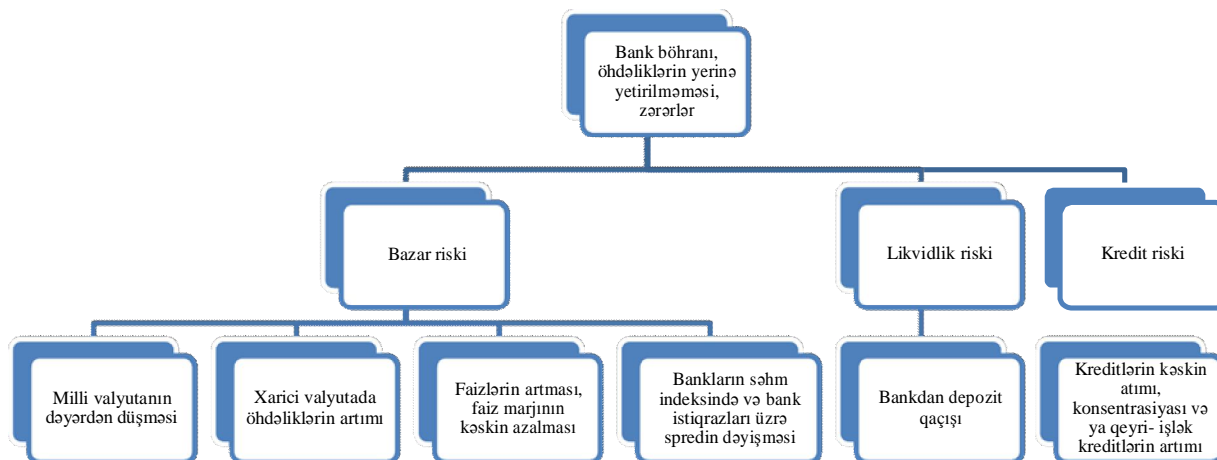 Bank böhranı,
öhdəliklərin yerinə
yetirilməməsi,
zərərlər
Bazar riski
Likvidlik riski
Kredit riski
Milli valyutanın
dəyərdən düşməsi
Xarici valyutada
öhdəliklərin artımı
Faizlərin artması,
faiz marjının
kəskin azalması
Bankların səhm
indeksində və bank
istiqrazları üzrə
spredin dəyişməsi
Bankdan depozit
qaçışı
Kreditlərin kəskin
atımı,
konsentrasiyası və
ya qeyri- işlək
kreditlərin artımı